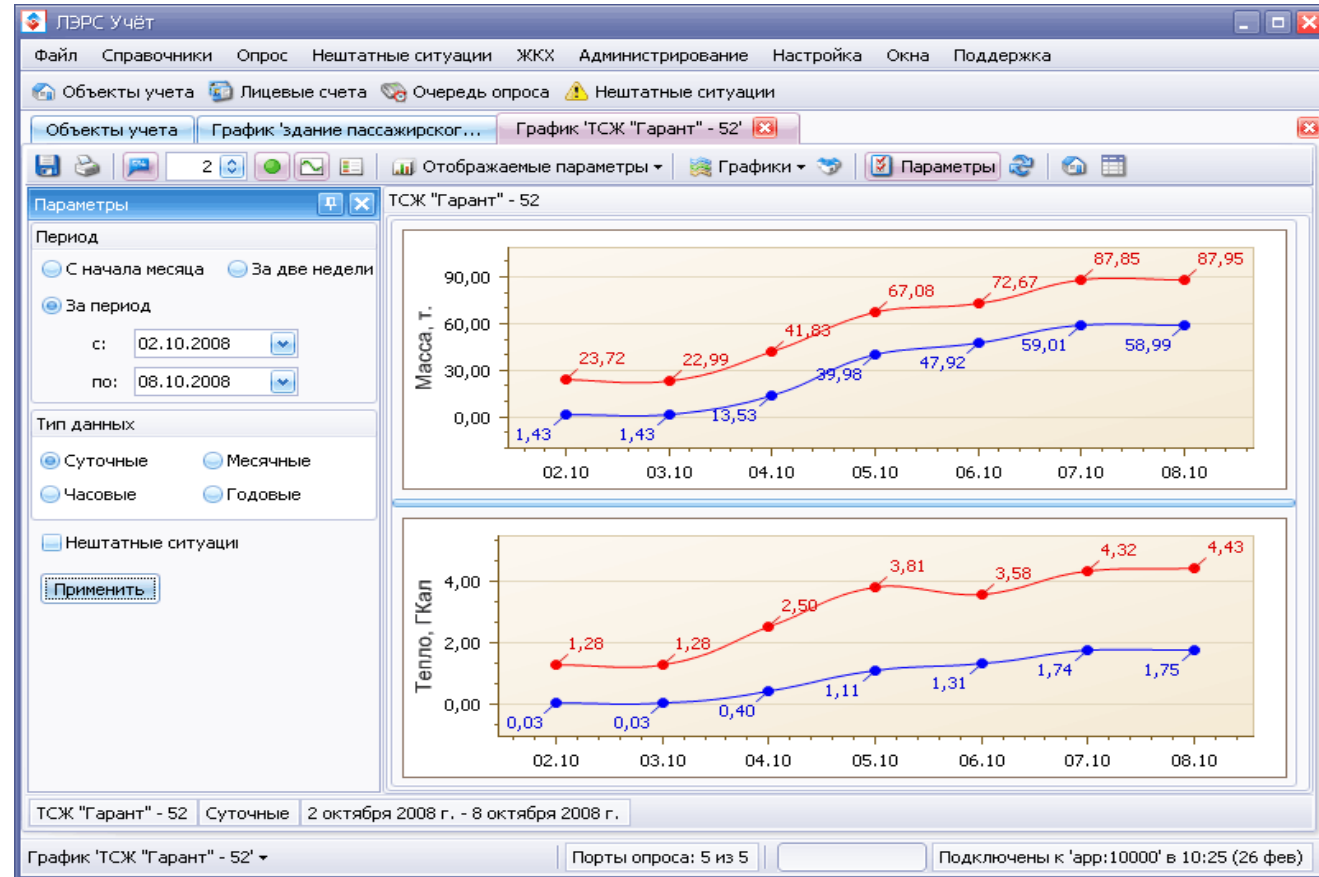 ЛЭРС Учёт
Файл Справочники Опрос Нештатные ситуации ЖКХ Администрирование Настройка Окна Поддержка
Объекты учета Лицевые счета Очередь опроса Нештатные ситуации
Объекты учета График 'здание пассажирског... График 'ТСЖ "Гарант" - 52'
2 Отображаемые параметры Графики Параметры
Параметры
ТСЖ "Гарант" - 52
Период
С начала месяца За две недели
За период
с: 02.10.2008
по: 08.10.2008
Тип данных
Суточные Месячные
Часовые Годовые
Нештатные ситуаци
Применить
Масса, т.
90,00
60,00
30,00
0,00
23,72 22,99 41,83 67,08 72,67 87,85 87,95
1,43 1,43 13,53 39,98 47,92 59,01 58,99
02.10 03.10 04.10 05.10 06.10 07.10 08.10
Тепло, ГКал
4,00
2,00
0,00
1,28 1,28 2,50 3,81 3,58 4,32 4,43
0,03 0,03 0,40 1,11 1,31 1,74 1,75
02.10 03.10 04.10 05.10 06.10 07.10 08.10
ТСЖ "Гарант" - 52 Суточные 2 октября 2008 г. - 8 октября 2008 г.
График 'ТСЖ "Гарант" - 52' Порты опроса: 5 из 5 Подключены к 'app:10000' в 10:25 (26 фев)